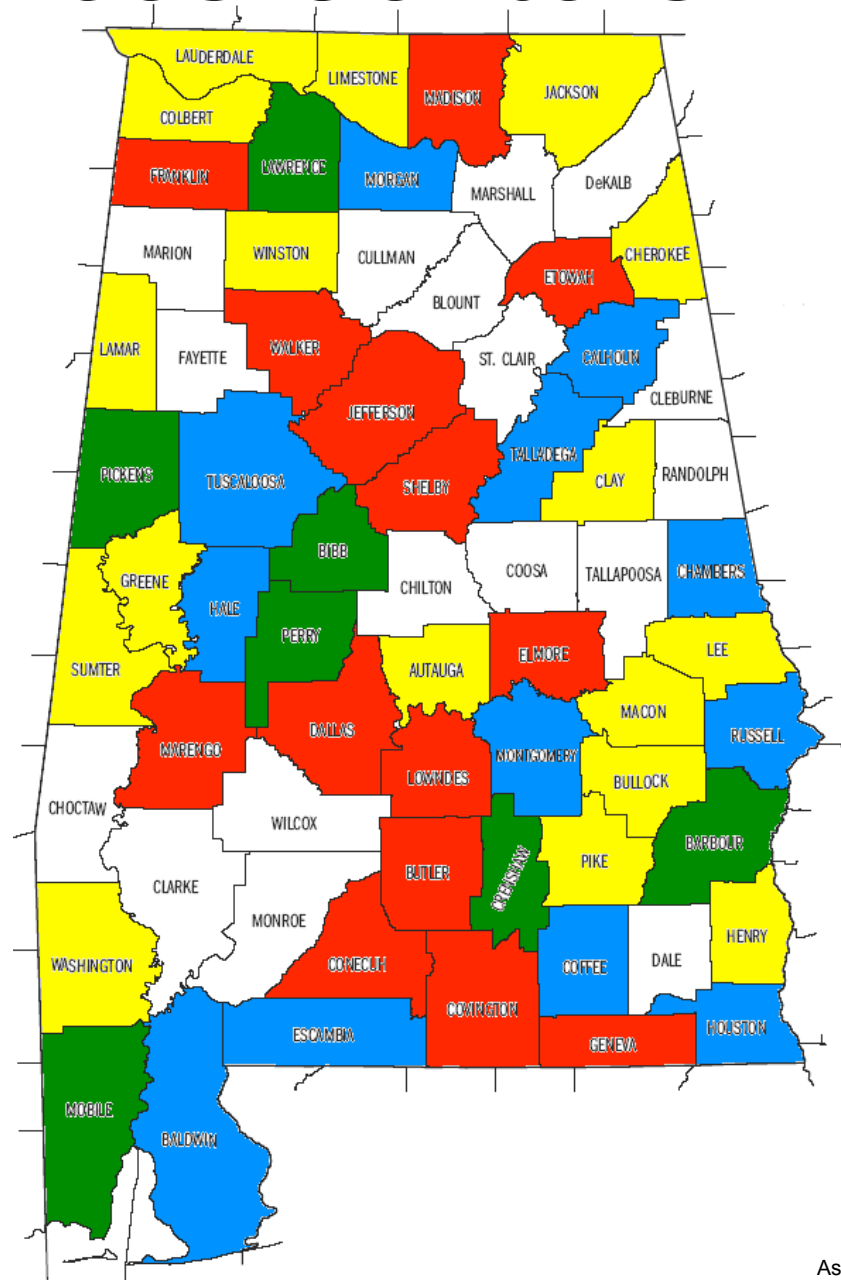 LAUDERDALE
LIMESTONE
MADISON
JACKSON
COLBERT
FRANKLIN
LAWRENCE
MORGAN
MARSHALL
DeKALB
MARION
WINSTON
CULLMAN
CHEROKEE
ETOWAH
BLOUNT
LAMAR
FAYETTE
WALKER
ST. CLAIR
CALHOUN
CLEBURNE
JEFFERSON
PICKENS
TUSCALOOSA
SHELBY
TALLADEGA
CLAY
RANDOLPH
BIBB
GREENE
HALE
CHILTON
COOSA
TALLAPOOSA
CHAMBERS
PERRY
SUMTER
AUTAUGA
ELMORE
LEE
MACON
MARENGO
DALLAS
LOWNDES
MONTGOMERY
RUSSELL
BULLOCK
CHOCTAW
WILCOX
BUTLER
CRENSHAW
PIKE
BARBOUR
CLARKE
MONROE
WASHINGTON
CONECUH
COVINGTON
COFFEE
DALE
HENRY
ESCAMBIA
GENEVA
HOUSTON
MOBILE
BALDWIN
As